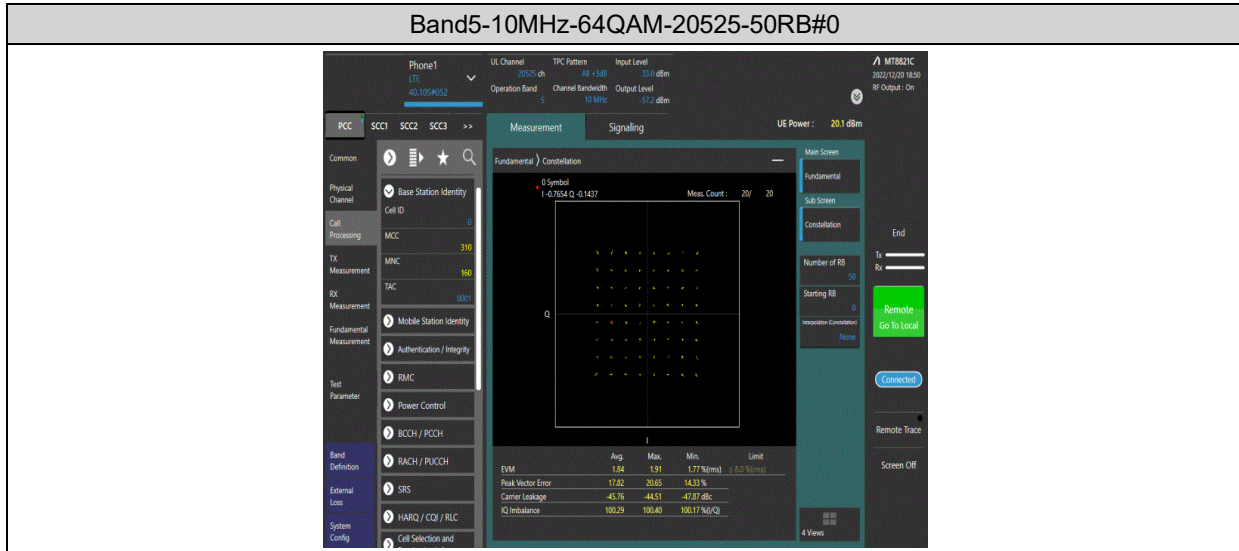 Band5-10MHz-64QAM-20525-50RB#0
Phone1
LTE
40.10S#052
UL Channel TPC Pattern Input Level
20525 ch All +3dB 33.0 dBm
Operation Band Channel Bandwidth Output Level
5 10 MHz -57.2 dBm
MT8821C
2022/12/20 18:50
RF Output : On
PCC SCC1 SCC2 SCC3 >>
Measurement Signaling
UE Power : 20.1 dBm
Common
Physical
Channel
Call
Processing
TX
Measurement
RX
Measurement
Fundamental
Measurement
Test
Parameter
Band
Definition
External
Loss
System
Config
Base Station Identity
Cell ID
0
MCC
310
MNC
160
TAC
0001
Mobile Station Identity
Authentication / Integrity
RMC
Power Control
BCCH / PCCH
RACH / PUCCH
SRS
HARQ / CQI / RLC
Cell Selection and
Fundamental Constellation
0 Symbol
I -0.7654 Q -0.1437 Meas. Count : 20/ 20
Q
I
Avg. Max. Min. Limit
EVM 1.84 1.91 1.77 %(rms) ≤ 8.0 %(rms)
Peak Vector Error 17.82 20.65 14.33 %
Carrier Leakage -45.76 -44.51 -47.87 dBc
IQ Imbalance 100.29 100.40 100.17 %(I/Q)
Main Screen
Fundamental
Sub Screen
Constellation
Number of RB
50
Starting RB
0
Interpolation (Constellation)
None
4 Views
End
Tx
Rx
Remote
Go To Local
Connected
Remote Trace
Screen Off